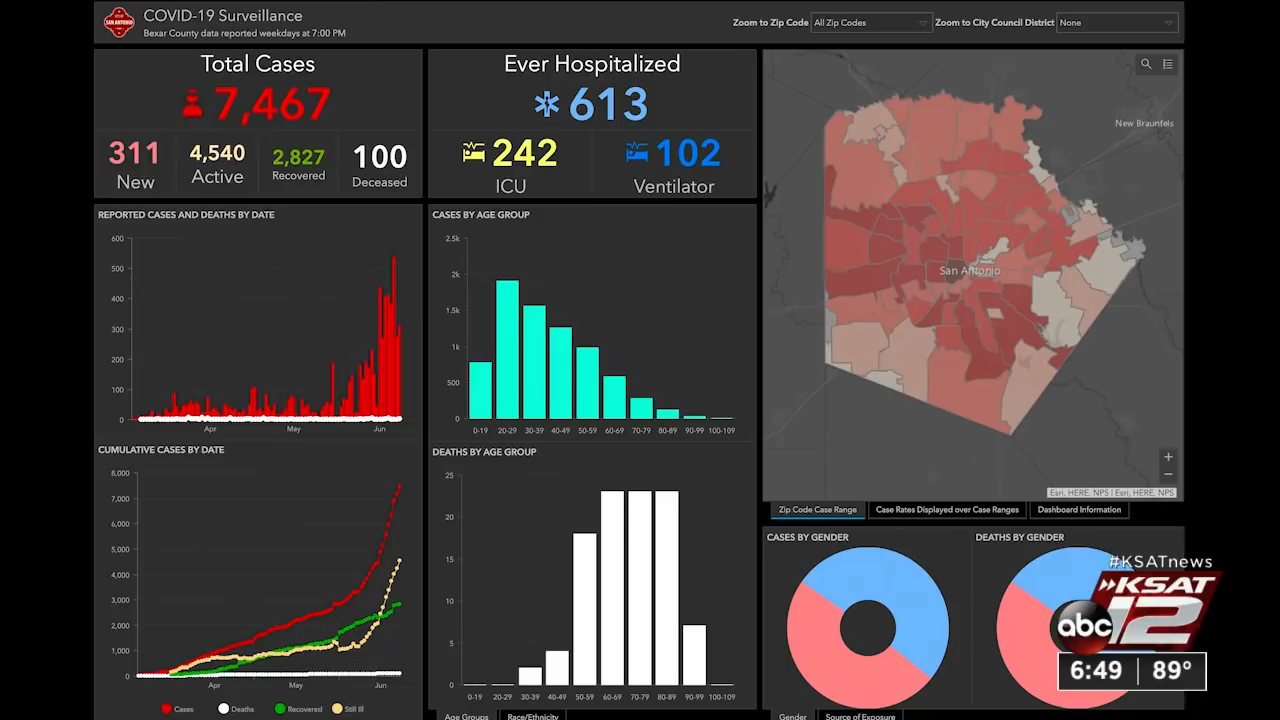 SAN ANTONIO
COVID-19 Surveillance
Bexar County data reported weekdays at 7:00 PM
Zoom to Zip Code All Zip Codes Zoom to City Council District None
Total Cases
7,467
311
New
4,540
Active
2,827
Recovered
100
Deceased
Ever Hospitalized
613
242
ICU
102
Ventilator
New Braunfels
San Antonio
Esri, HERE, NPS | Esri, HERE, NPS
REPORTED CASES AND DEATHS BY DATE
600
500
400
300
200
100
0
Apr May Jun
CASES BY AGE GROUP
2.5k
2k
1.5k
1k
500
0
0-19 20-29 30-39 40-49 50-59 60-69 70-79 80-89 90-99 100-109
CUMULATIVE CASES BY DATE
8,000
7,000
6,000
5,000
4,000
3,000
2,000
1,000
0
Apr May Jun
Cases Deaths Recovered Still Ill
DEATHS BY AGE GROUP
25
20
15
10
5
0
0-19 20-29 30-39 40-49 50-59 60-69 70-79 80-89 90-99 100-109
Age Groups Race/Ethnicity
Zip Code Case Range Case Rates Displayed over Case Ranges Dashboard Information
CASES BY GENDER
DEATHS BY GENDER
Gender Source of Exposure
#KSATnews
KSAT
abc 12
6:49 89°